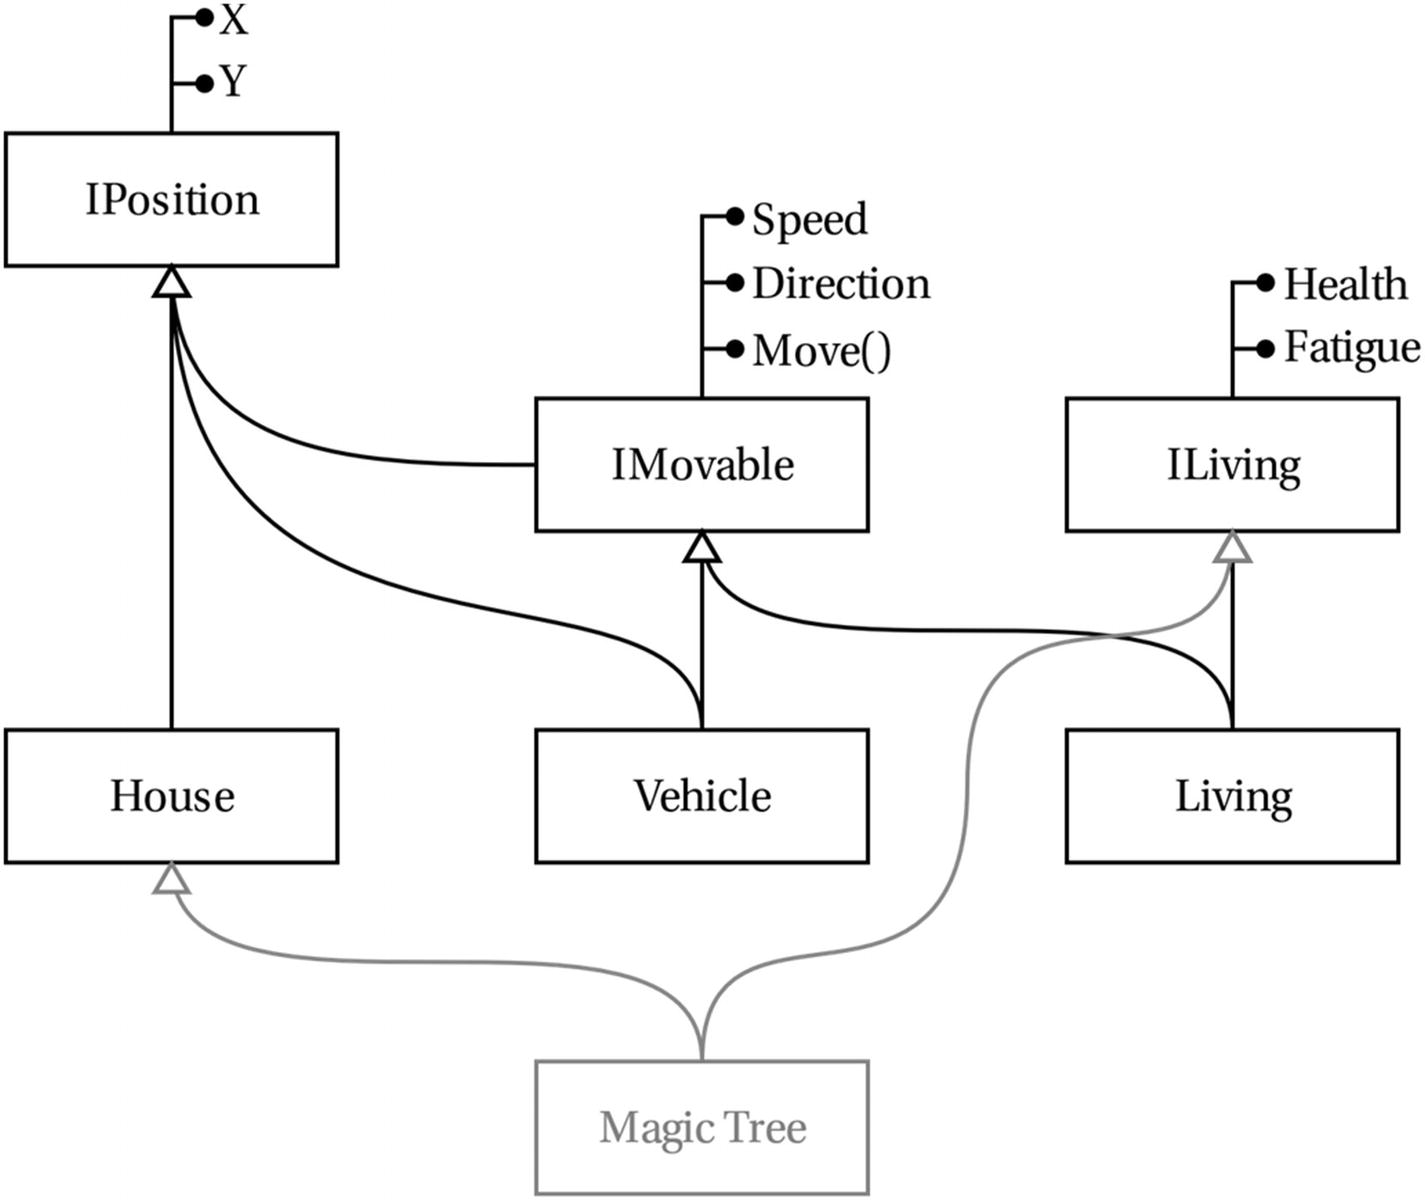 X
Y
IPosition
Speed
Direction
Move()
Health
Fatigue
IMovable
ILiving
House
Vehicle
Living
Magic Tree